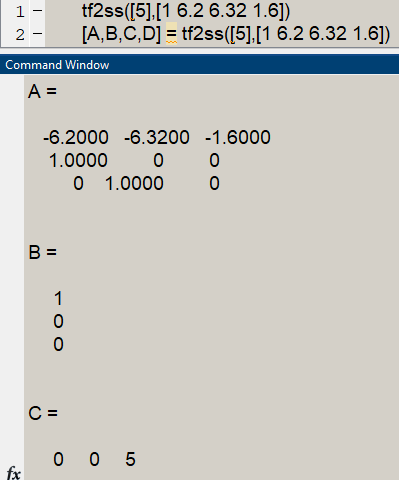 1 – tf2ss([5],[1 6.2 6.32 1.6])
2 – [A,B,C,D] = tf2ss([5],[1 6.2 6.32 1.6])
Command Window
A =
-6.2000 -6.3200 -1.6000
1.0000 0 0
0 1.0000 0
B =
1
0
0
C =
0 0 5
fx